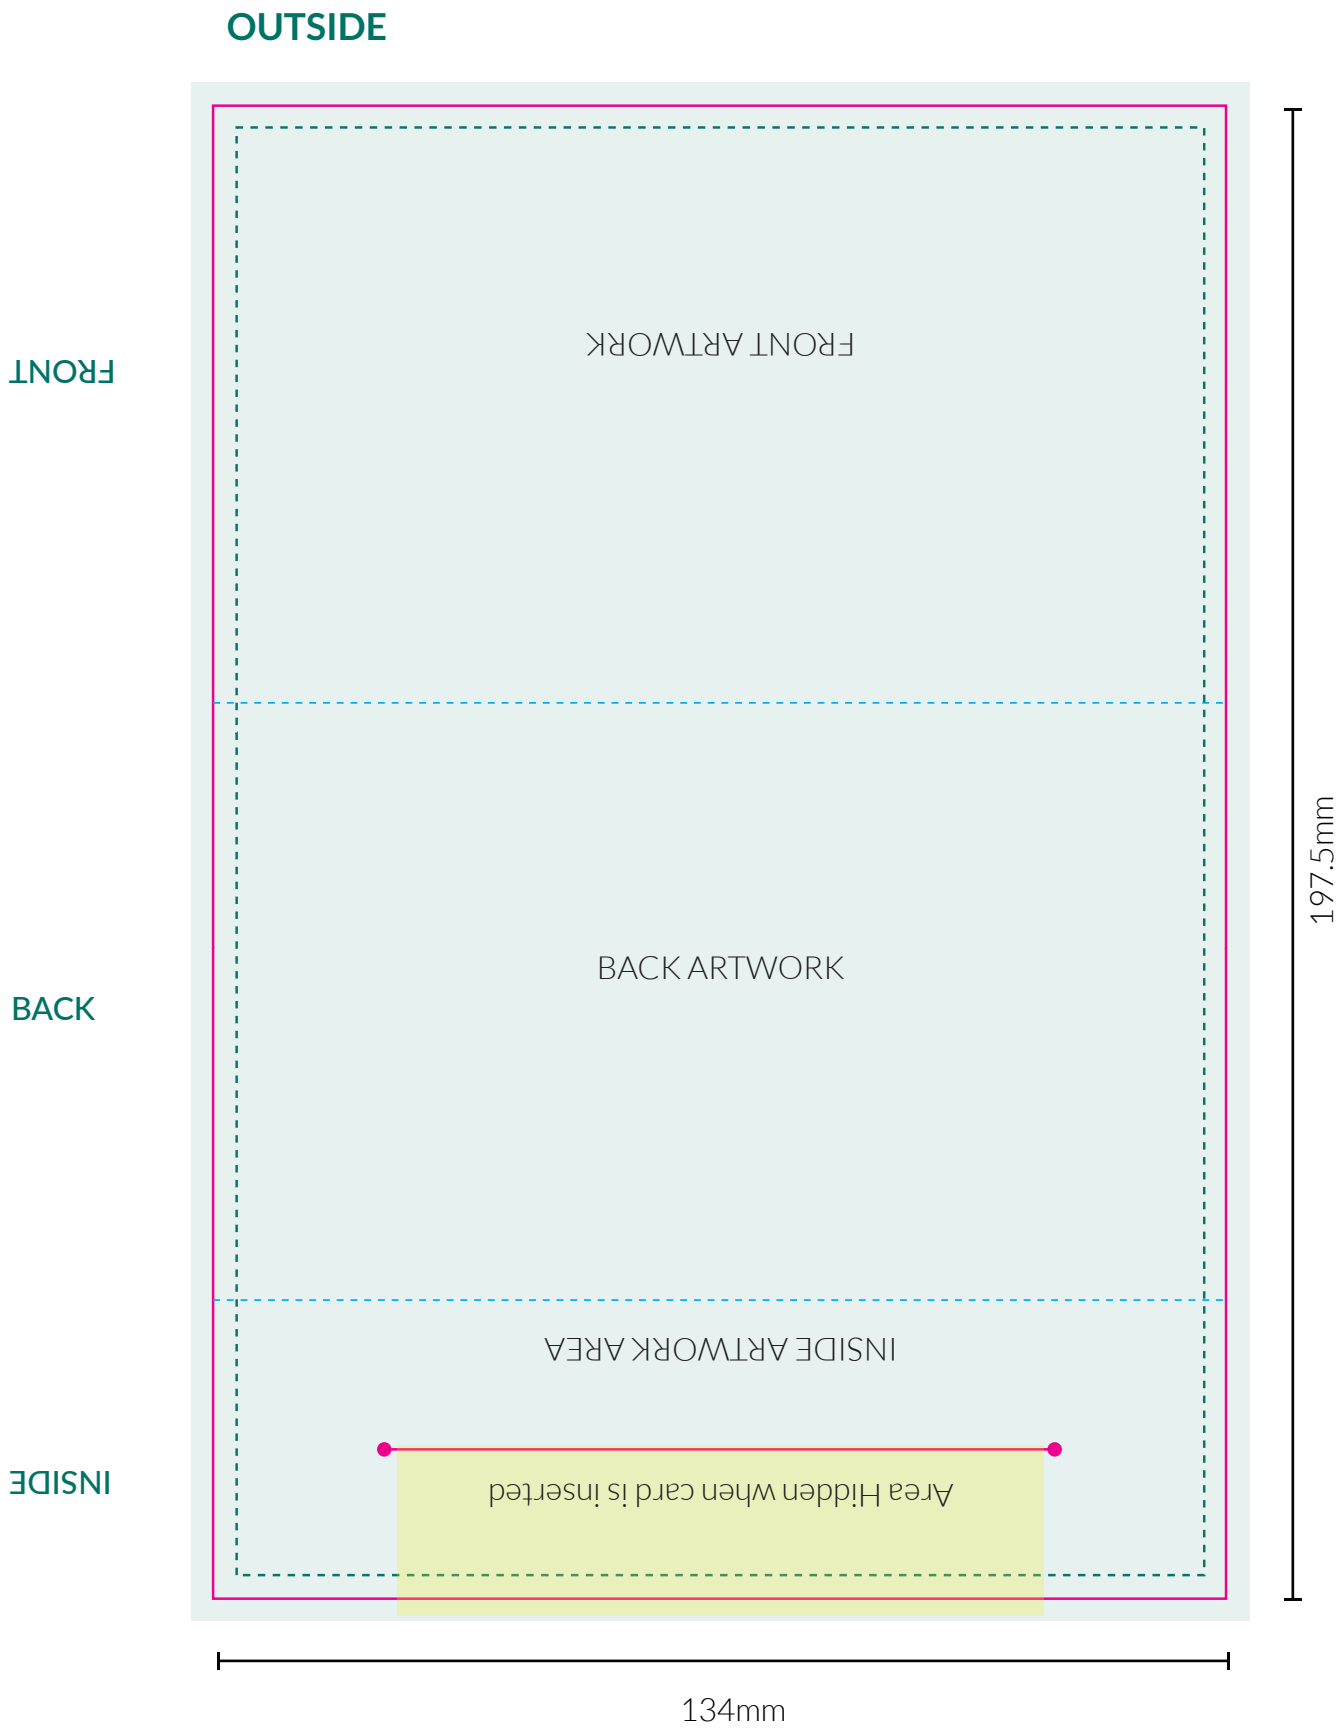 OUTSIDE
FRONT ARTWORK
FRONT
197.5mm
BACK ARTWORK
BACK
INSIDE ARTWORK AREA
INSIDE
Area Hidden when card is inserted
134mm